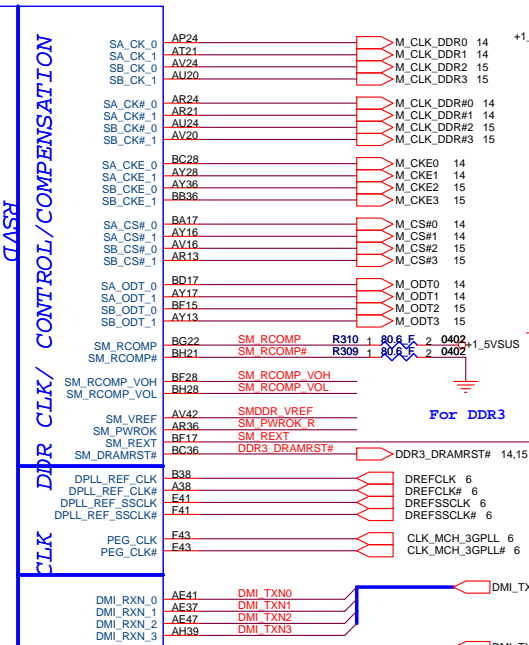 RSVD
DDR CLK/ CONTROL/COMPENSATION
CLK
+1_
SA_CK_0 AP24 M_CLK_DDR0 14
SA_CK_1 AT21 M_CLK_DDR1 14
SB_CK_0 AV24 M_CLK_DDR2 15
SB_CK_1 AU20 M_CLK_DDR3 15
SA_CK#_0 AR24 M_CLK_DDR#0 14
SA_CK#_1 AR21 M_CLK_DDR#1 14
SB_CK#_0 AU24 M_CLK_DDR#2 15
SB_CK#_1 AV20 M_CLK_DDR#3 15
SA_CKE_0 BC28 M_CKE0 14
SA_CKE_1 AY28 M_CKE1 14
SB_CKE_0 AY36 M_CKE2 15
SB_CKE_1 BB36 M_CKE3 15
SA_CS#_0 BA17 M_CS#0 14
SA_CS#_1 AY16 M_CS#1 14
SB_CS#_0 AV16 M_CS#2 15
SB_CS#_1 AR13 M_CS#3 15
SA_ODT_0 BD17 M_ODT0 14
SA_ODT_1 AY17 M_ODT1 14
SB_ODT_0 BF15 M_ODT2 15
SB_ODT_1 AY13 M_ODT3 15
SM_RCOMP BG22 SM_RCOMP R310 1 80.6_F 2 0402 +1_5VSUS
SM_RCOMP# BH21 SM_RCOMP# R309 1 80.6_F 2 0402
SM_RCOMP_VOH BF28 SM_RCOMP_VOH
SM_RCOMP_VOL BH28 SM_RCOMP_VOL
For DDR3
SM_VREF AV42 SMDDR_VREF
SM_PWROK AR36 SM_PWROK_R
SM_REXT BF17 SM_REXT
SM_DRAMRST# BC36 DDR3_DRAMRST# DDR3_DRAMRST# 14,15
DPLL_REF_CLK B38 DREFCLK 6
DPLL_REF_CLK# A38 DREFCLK# 6
DPLL_REF_SSCLK E41 DREFSSCLK 6
DPLL_REF_SSCLK# F41 DREFSSCLK# 6
PEG_CLK F43 CLK_MCH_3GPLL 6
PEG_CLK# E43 CLK_MCH_3GPLL# 6
DMI_RXN_0 AE41 DMI_TXN0 DMI_TX
DMI_RXN_1 AE37 DMI_TXN1
DMI_RXN_2 AE47 DMI_TXN2
DMI_RXN_3 AH39 DMI_TXN3